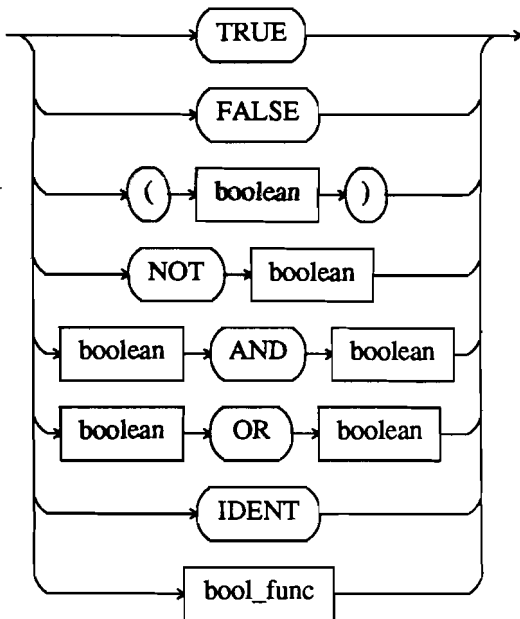 TRUE
FALSE
( boolean )
NOT boolean
boolean AND boolean
boolean OR boolean
IDENT
bool_func